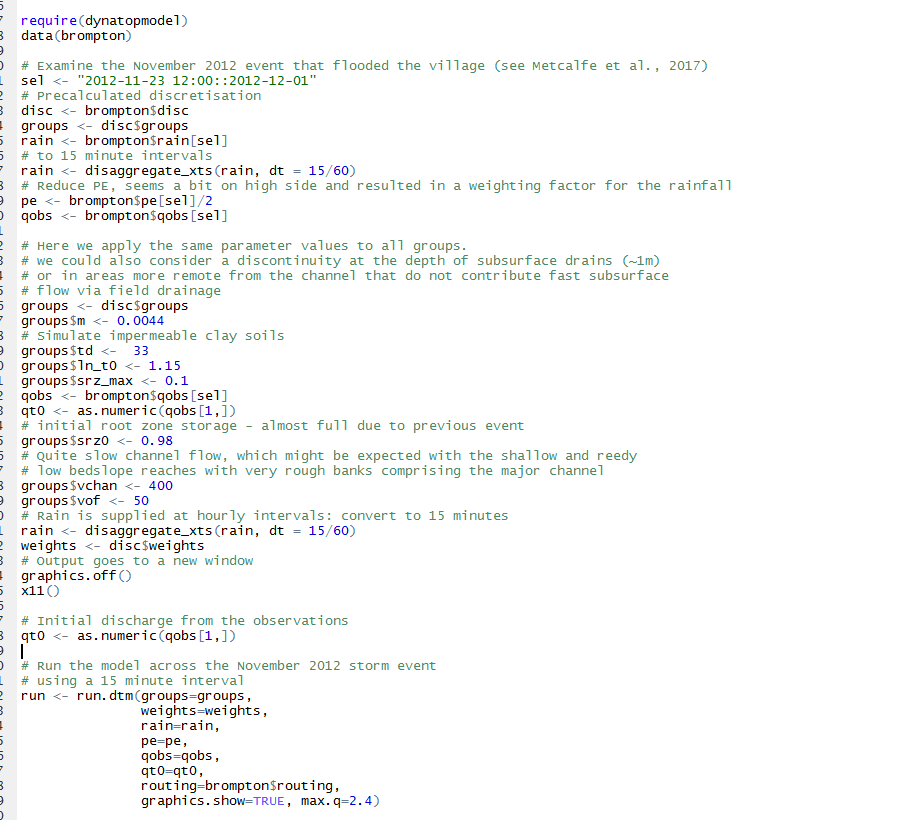 require(dynatopmodel)
data(brompton)
# Examine the November 2012 event that flooded the village (see Metcalfe et al., 2017)
sel <- "2012-11-23 12:00::2012-12-01"
# Precalculated discretisation
disc <- brompton$disc
groups <- disc$groups
rain <- brompton$rain[sel]
# to 15 minute intervals
rain <- disaggregate_xts(rain, dt = 15/60)
# Reduce PE, seems a bit on high side and resulted in a weighting factor for the rainfall
pe <- brompton$pe[sel]/2
qobs <- brompton$qobs[sel]
# Here we apply the same parameter values to all groups.
# we could also consider a discontinuity at the depth of subsurface drains (~1m)
# or in areas more remote from the channel that do not contribute fast subsurface
# flow via field drainage
groups <- disc$groups
groups$m <- 0.0044
# Simulate impermeable clay soils
groups$td <-  33
groups$ln_t0 <- 1.15
groups$srz_max <- 0.1
qobs <- brompton$qobs[sel]
qt0 <- as.numeric(qobs[1,])
# initial root zone storage - almost full due to previous event
groups$srz0 <- 0.98
# Quite slow channel flow, which might be expected with the shallow and reedy
# low bedslope reaches with very rough banks comprising the major channel
groups$vchan <- 400
groups$vof <- 50
# Rain is supplied at hourly intervals: convert to 15 minutes
rain <- disaggregate_xts(rain, dt = 15/60)
weights <- disc$weights
# Output goes to a new window
graphics.off()
x11()
# Initial discharge from the observations
qt0 <- as.numeric(qobs[1,])
# Run the model across the November 2012 storm event
# using a 15 minute interval
run <- run.dtm(groups=groups,
weights=weights,
rain=rain,
pe=pe,
qobs=qobs,
qt0=qt0,
routing=brompton$routing,
graphics.show=TRUE, max.q=2.4)